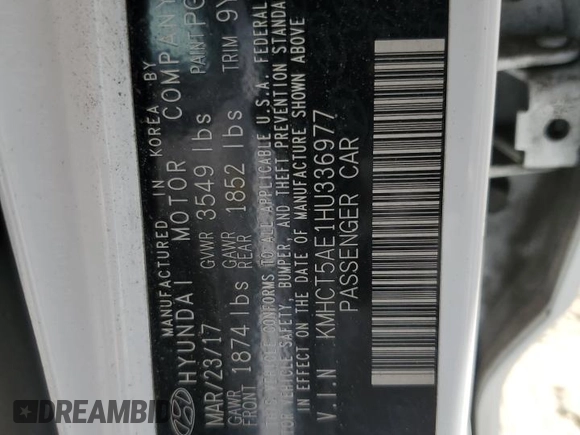 MANUFACTURED IN KOREA BY
HYUNDAI MOTOR COMPANY
MAR/23/17 GVWR 3549 lbs PAINT
GAWR FRONT 1874 lbs GAWR REAR 1852 lbs TRIM
THIS VEHICLE CONFORMS TO ALL APPLICABLE U.S.A. FEDERAL
MOTOR VEHICLE SAFETY, BUMPER, AND THEFT PREVENTION STANDA
IN EFFECT ON THE DATE OF MANUFACTURE SHOWN ABOVE
V.I.N KMHCT5AE1HU336977
PASSENGER CAR
DREAMBID